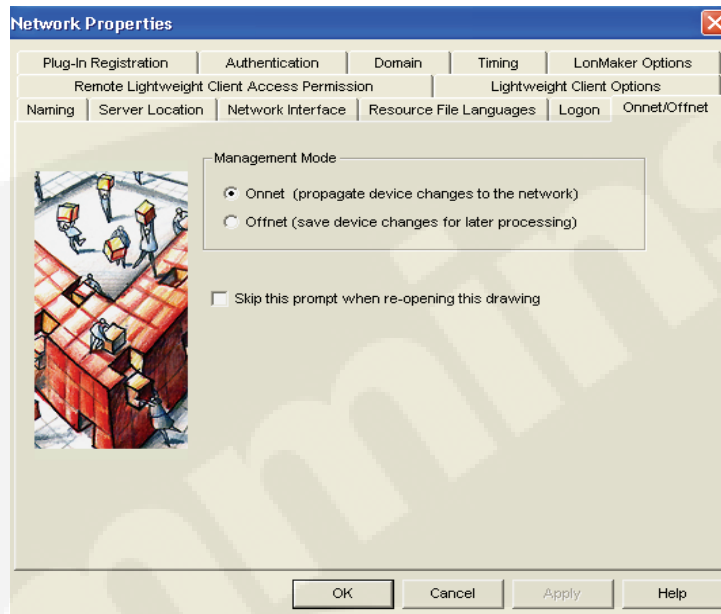 Network Properties
Plug-In Registration Authentication Domain Timing LonMaker Options
Remote Lightweight Client Access Permission Lightweight Client Options
Naming Server Location Network Interface Resource File Languages Logon Onnet/Offnet
Management Mode
Onnet (propagate device changes to the network)
Offnet (save device changes for later processing)
Skip this prompt when re-opening this drawing
OK Cancel Apply Help